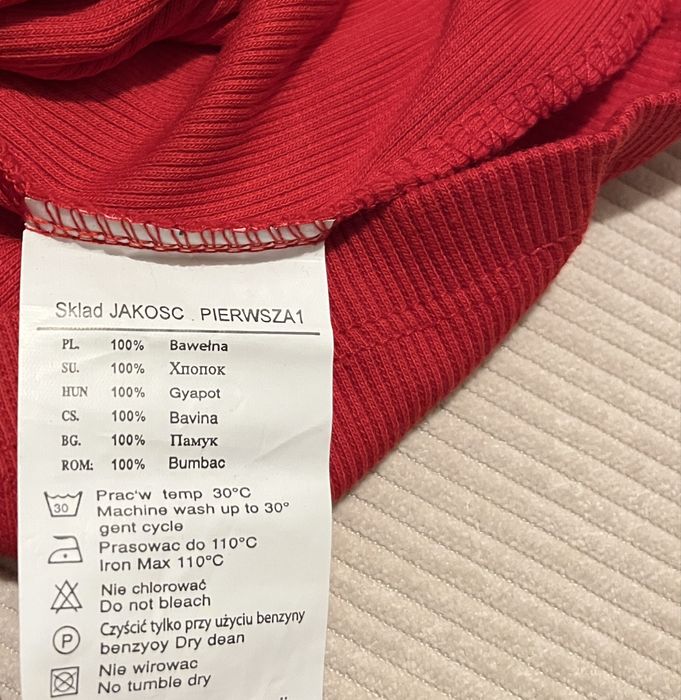 Skład JAKOSC . PIERWSZA1
PL. 100% Bawełna
SU. 100% Хпопок
HUN 100% Gyapot
CS. 100% Bavina
BG. 100% Памук
ROM: 100% Bumbac
30 Prac'w temp 30°C
Machine wash up to 30°
gent cycle
Prasowac do 110°C
Iron Max 110°C
Nie chlorować
Do not bleach
P Czyścić tylko przy użyciu benzyny
benzyoy Dry dean
Nie wirowac
No tumble dry